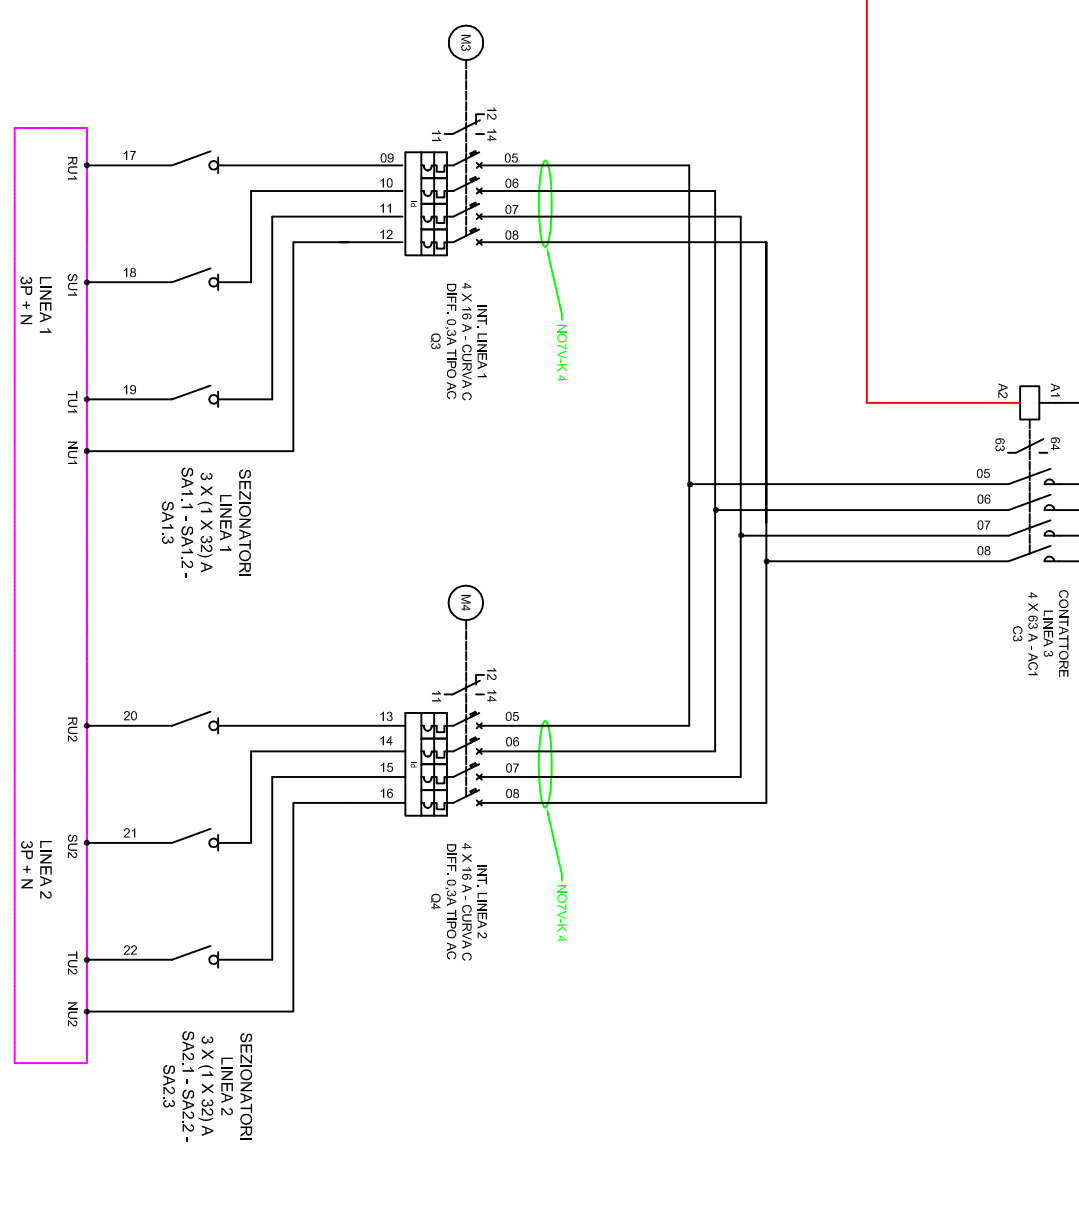 M3
12
14
11
17
09
05
10
06
11
07
12
08
RU1
18
SU1
LINEA 1
3P + N
19
TU1
NU1
INT. LINEA 1
4 X 16 A - CURVA C
DIFF. 0,3A TIPO AC
Q3
NO7V-K 4
SEZIONATORI
LINEA 1
3 X (1 X 32) A
SA1.1 - SA1.2 -
SA1.3
Id
A1
A2
64
63
05
06
07
08
CONTATTORE
LINEA 3
4 X 63 A - AC1
C3
M4
12
14
11
20
13
05
14
06
15
07
16
08
RU2
21
SU2
LINEA 2
3P + N
22
TU2
NU2
Id
INT. LINEA 2
4 X 16 A - CURVA C
DIFF. 0,3A TIPO AC
Q4
NO7V-K 4
SEZIONATORI
LINEA 2
3 X (1 X 32) A
SA2.1 - SA2.2 -
SA2.3